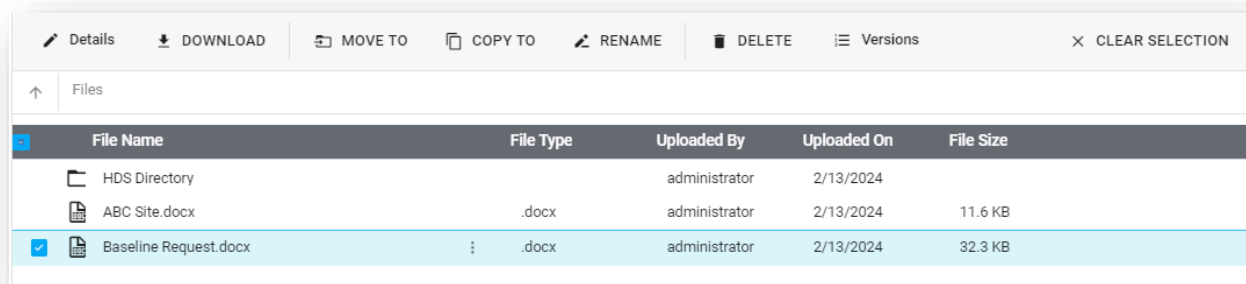 Details DOWNLOAD MOVE TO COPY TO RENAME DELETE Versions CLEAR SELECTION
Files
File Name File Type Uploaded By Uploaded On File Size
HDS Directory administrator 2/13/2024
ABC Site.docx .docx administrator 2/13/2024 11.6 KB
Baseline Request.docx .docx administrator 2/13/2024 32.3 KB